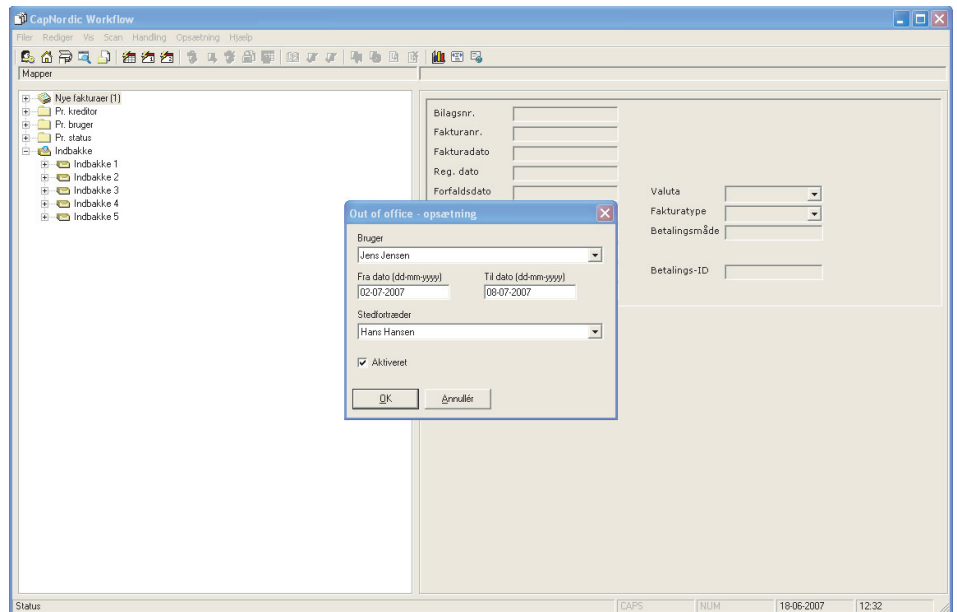 CapNordic Workflow
Filer Rediger Vis Scan Handling Opsætning Hjælp
Mapper
Nye fakturaer (1)
Pr. kreditor
Pr. bruger
Pr. status
Indbakke
Indbakke 1
Indbakke 2
Indbakke 3
Indbakke 4
Indbakke 5
Bilagsnr.
Fakturanr.
Fakturadato
Reg. dato
Forfaldsdato
Valuta
Fakturatype
Betalingsmåde
Betalings-ID
Out of office - opsætning
Bruger
Jens Jensen
Fra dato (dd-mm-yyyy) Til dato (dd-mm-yyyy)
02-07-2007 08-07-2007
Stedfortræder
Hans Hansen
Aktiveret
OK Annullér
Status CAPS NUM 18-06-2007 12:32